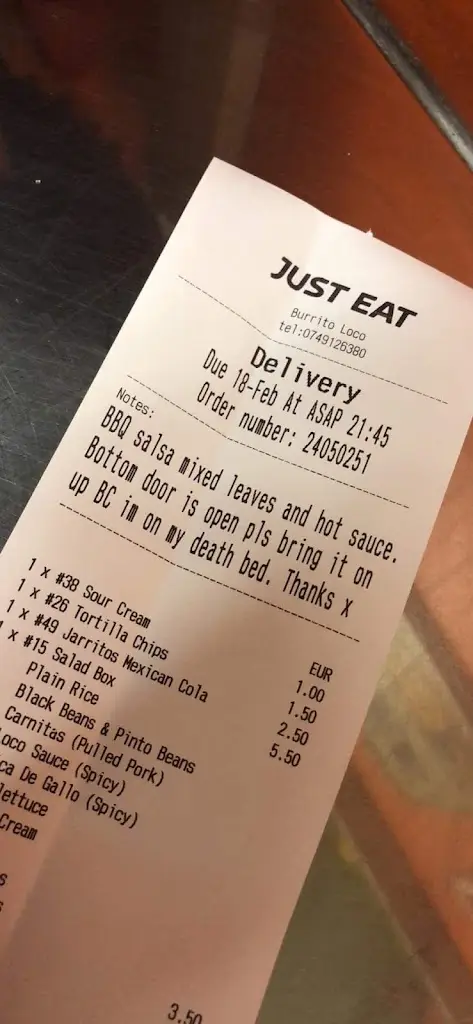 JUST EAT
Burrito Loco
tel:0749126380
Delivery
Due 18-Feb At ASAP 21:45
Order number: 24050251
Notes:
BBQ salsa mixed leaves and hot sauce.
Bottom door is open pls bring it on
up BC im on my death bed. Thanks x
EUR
1 x #38 Sour Cream 1.00
1 x #26 Tortilla Chips 1.50
1 x #49 Jarritos Mexican Cola 2.50
1 x #15 Salad Box 5.50
Plain Rice
Black Beans & Pinto Beans
Carnitas (Pulled Pork)
oco Sauce (Spicy)
ca De Gallo (Spicy)
lettuce
Cream
s
s
3.50